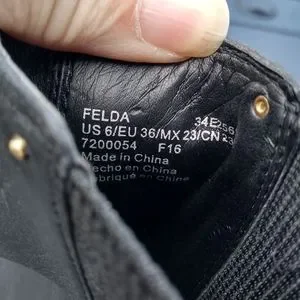 FELDA 34E256
US 6/EU 36/MX 23/CN 23
7200054 F16
Made in China
Hecho en China
Fabriqué en Chine